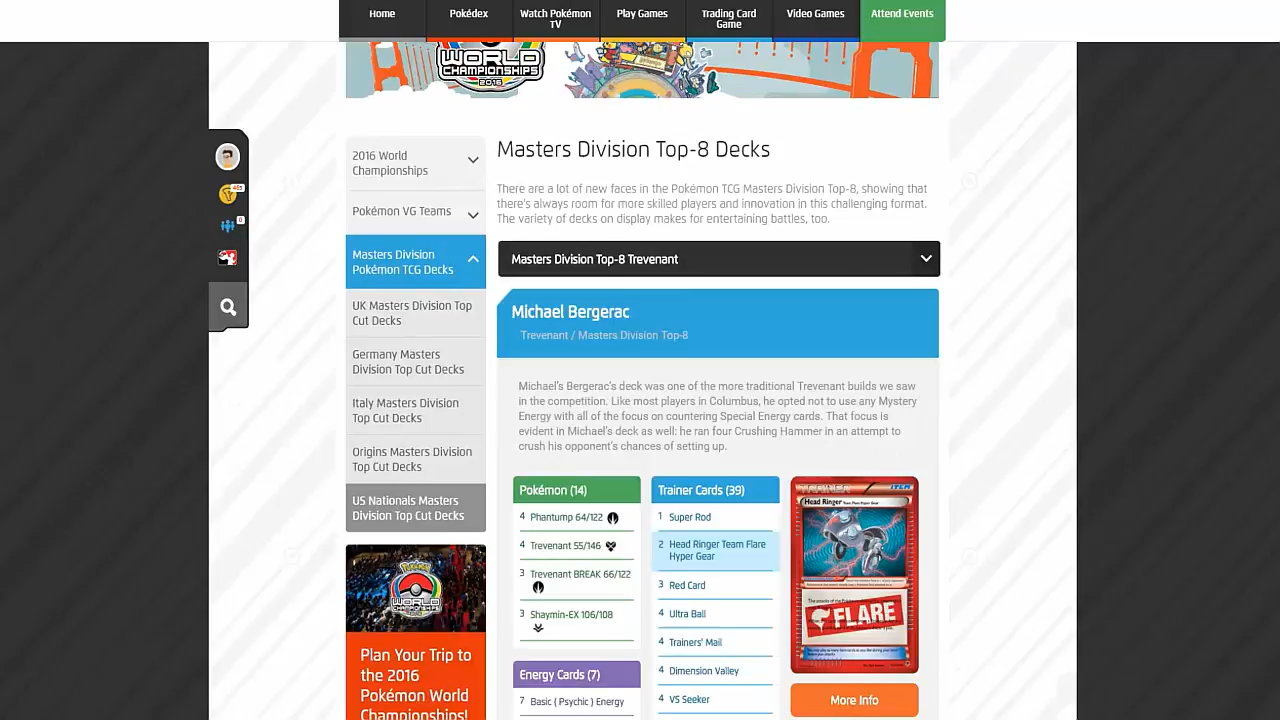 Home
Pokédex
Watch Pokémon
TV
Play Games
Trading Card
Game
Video Games
Attend Events
WORLD
CHAMPIONSHIPS
2016
2016 World
Championships
Pokémon VG Teams
Masters Division
Pokémon TCG Decks
UK Masters Division Top
Cut Decks
Germany Masters
Division Top Cut Decks
Italy Masters Division
Top Cut Decks
Origins Masters Division
Top Cut Decks
US Nationals Masters
Division Top Cut Decks
Pokémon
WORLD
CHAMPIONSHIPS
Plan Your Trip to
the 2016
Pokémon World
Championships!
Masters Division Top-8 Decks
There are a lot of new faces in the Pokémon TCG Masters Division Top-8, showing that
there's always room for more skilled players and innovation in this challenging format.
The variety of decks on display makes for entertaining battles, too.
Masters Division Top-8 Trevenant
Michael Bergerac
Trevenant / Masters Division Top-8
Michael's Bergerac's deck was one of the more traditional Trevenant builds we saw
in the competition. Like most players in Columbus, he opted not to use any Mystery
Energy with all of the focus on countering Special Energy cards. That focus is
evident in Michael's deck as well: he ran four Crushing Hammer in an attempt to
crush his opponent's chances of setting up.
Pokémon (14)
4 Phantump 64/122
4 Trevenant 55/146
3 Trevenant BREAK 66/122
3 Shaymin-EX 106/108
Energy Cards (7)
7 Basic ( Psychic ) Energy
Trainer Cards (39)
1 Super Rod
2 Head Ringer Team Flare
Hyper Gear
3 Red Card
4 Ultra Ball
4 Trainers' Mail
4 Dimension Valley
4 VS Seeker
TRAINER ITEM
Head Ringer Team Flare Hyper Gear
FLARE
More Info